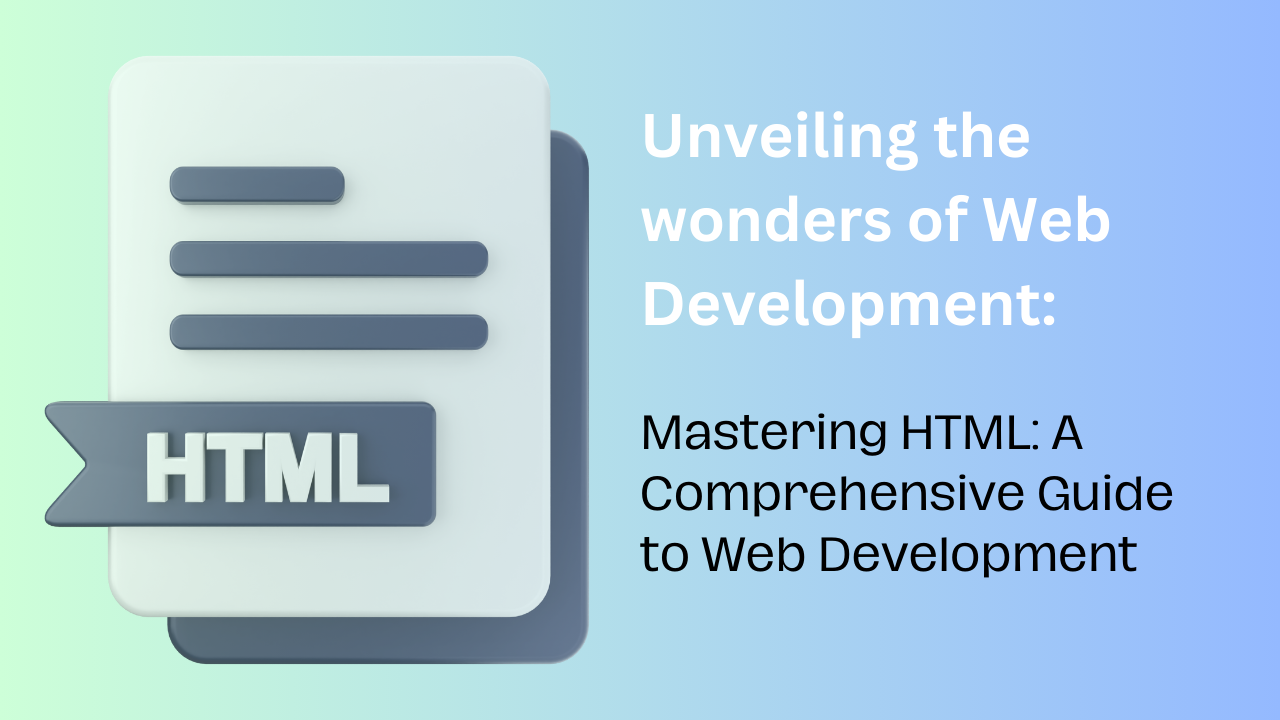 HTML
Unveiling the
wonders of Web
Development:
Mastering HTML: A
Comprehensive Guide
to Web Development